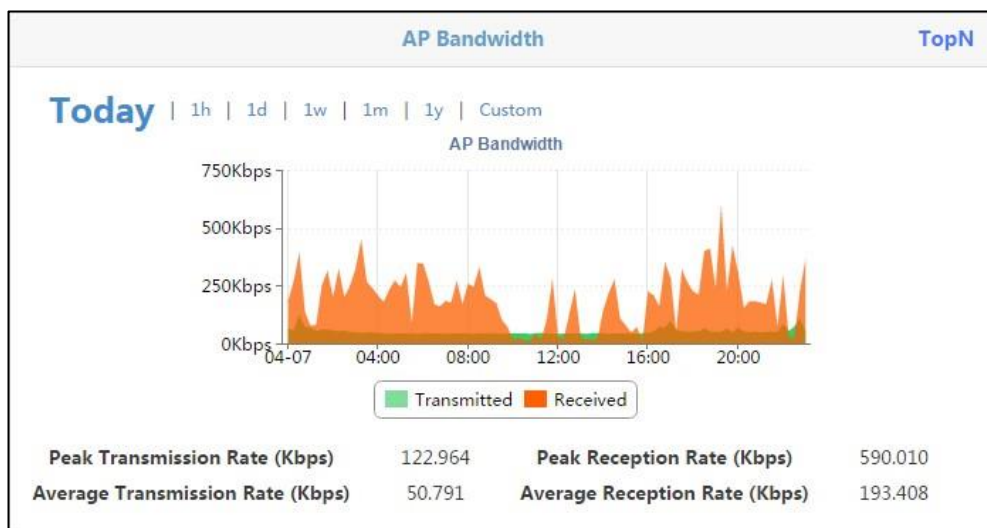 AP Bandwidth TopN
Today | 1h | 1d | 1w | 1m | 1y | Custom
AP Bandwidth
750Kbps
500Kbps
250Kbps
0Kbps
04-07 04:00 08:00 12:00 16:00 20:00
Transmitted Received
Peak Transmission Rate (Kbps) 122.964 Peak Reception Rate (Kbps) 590.010
Average Transmission Rate (Kbps) 50.791 Average Reception Rate (Kbps) 193.408